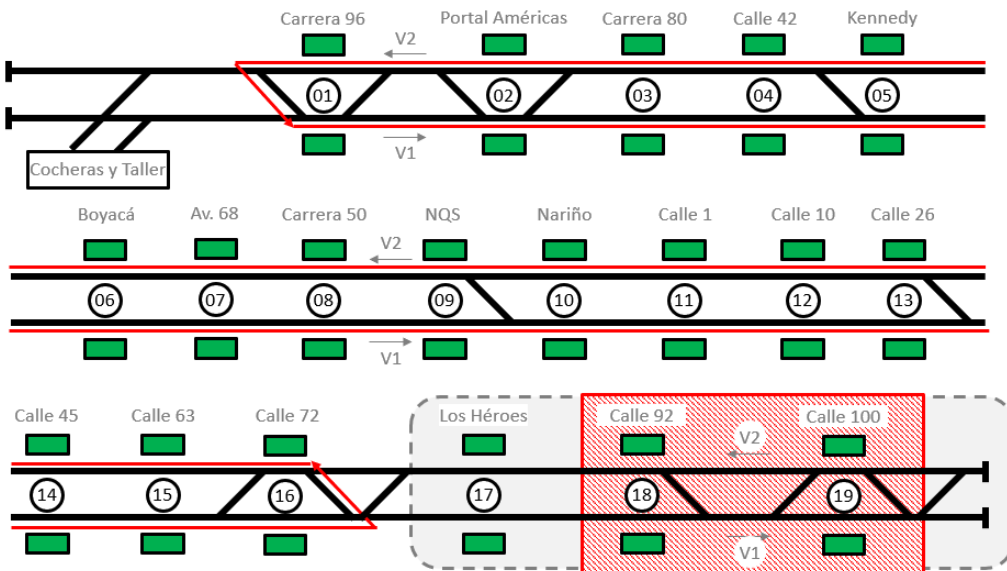 Carrera 96 Portal Américas Carrera 80 Calle 42 Kennedy
V2
01 02 03 04 05
V1
Cocheras y Taller
Boyacá Av. 68 Carrera 50 NQS Nariño Calle 1 Calle 10 Calle 26
V2
06 07 08 09 10 11 12 13
V1
Calle 45 Calle 63 Calle 72 Los Héroes Calle 92 Calle 100
V2
14 15 16 17 18 19
V1